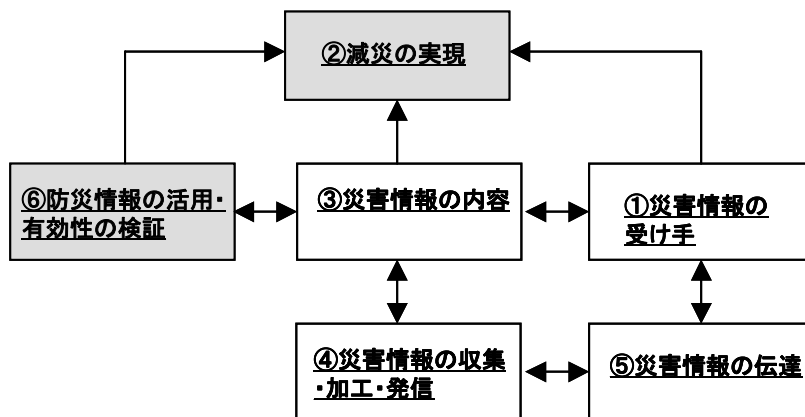 ②減災の実現
⑥防災情報の活用・
有効性の検証
③災害情報の内容
①災害情報の
受け手
④災害情報の収集
・加工・発信
⑤災害情報の伝達